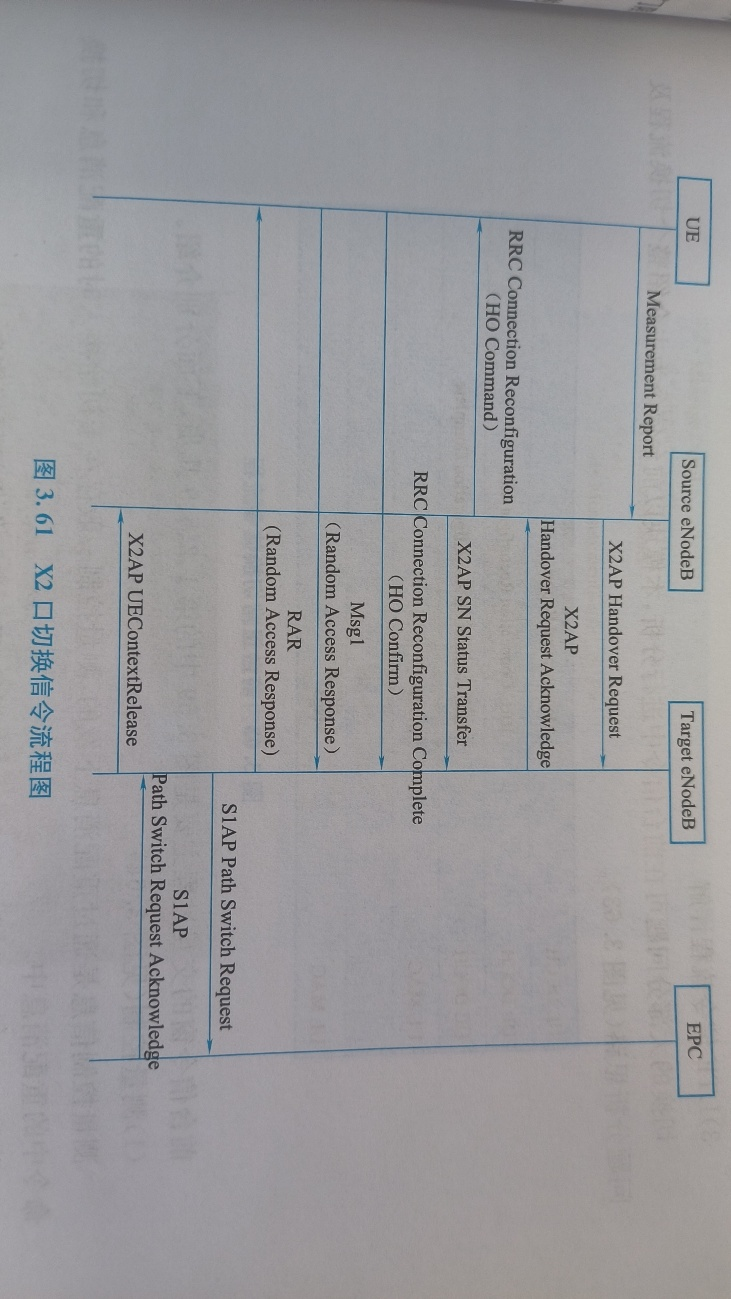 UE
Source eNodeB
Target eNodeB
EPC
Measurement Report
X2AP Handover Request
X2AP
Handover Request Acknowledge
RRC Connection Reconfiguration
（HO Command）
X2AP SN Status Transfer
RRC Connection Reconfiguration Complete
（HO Confirm）
Msg1
（Random Access Response）
RAR
（Random Access Response）
S1AP Path Switch Request
S1AP
Path Switch Request Acknowledge
X2AP UEContextRelease
图 3.61 X2 口切换信令流程图